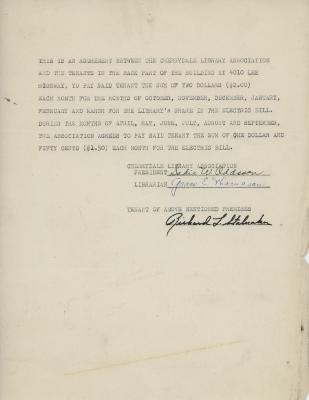 THIS IS AN AGREEMENT BETWEEN THE CHERRYDALE LIBRARY ASSOCIATION
AND THE TENANTS IN THE BACK PART OF THE BUILDING AT 4010 LEE
HIGHWAY, TO PAY SAID TENANT THE SUM OF TWO DOLLARS ($2.00)
EACH MONTH FOR THE MONTHS OF OCTOBER, NOVEMBER, DECEMBER, JANUARY,
FEBRUARY AND MARCH FOR THE LIBRARY'S SHARE IN THE ELECTRIC BILL.
DURING THE MONTHS OF APRIL, MAY, JUNE, JULY, AUGUST AND SEPTEMBER,
THE ASSOCIATION AGREES TO PAY SAID TENANT THE SUM OF ONE DOLLAR AND
FIFTY CENTS ($1.50) EACH MONTH FOR THE ELECTRIC BILL.
CHERRYDALE LIBRARY ASSOCIATION
PRESIDENT Sadie W.
LIBRARIAN Grace C. Thomason
TENANT OF ABOVE MENTIONED PREMISES
Richard L. Stalnaker